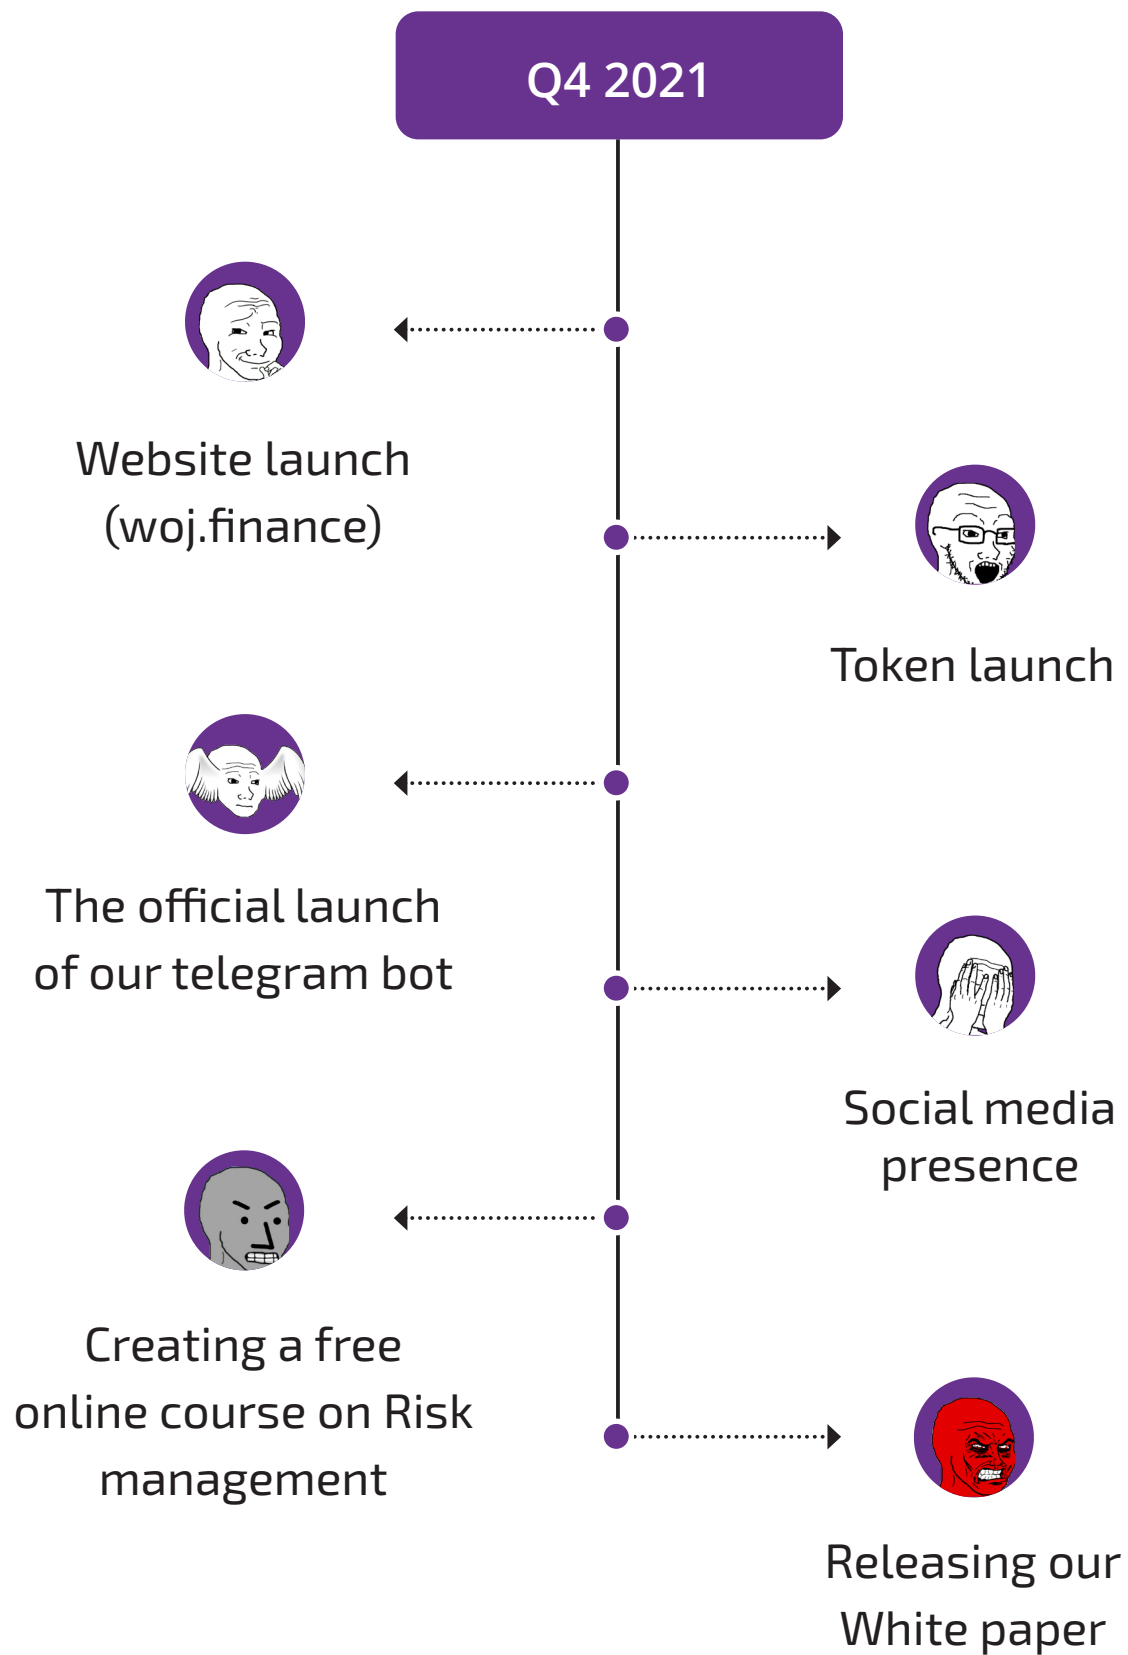 Q4 2021
Website launch
(woj.finance)
Token launch
The official launch
of our telegram bot
Social media
presence
Creating a free
online course on Risk
management
Releasing our
White paper